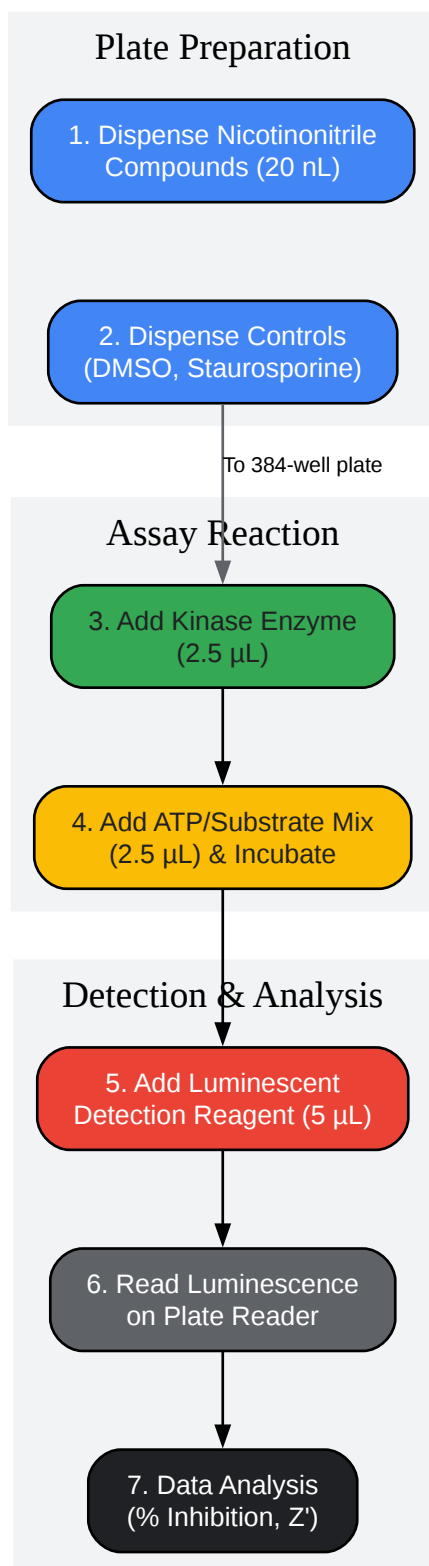 Plate Preparation
1. Dispense Nicotinonitrile
Compounds (20 nL)
2. Dispense Controls
(DMSO, Staurosporine)
To 384-well plate
Assay Reaction
3. Add Kinase Enzyme
(2.5 µL)
4. Add ATP/Substrate Mix
(2.5 µL) & Incubate
Detection & Analysis
5. Add Luminescent
Detection Reagent (5 µL)
6. Read Luminescence
on Plate Reader
7. Data Analysis
(% Inhibition, Z')